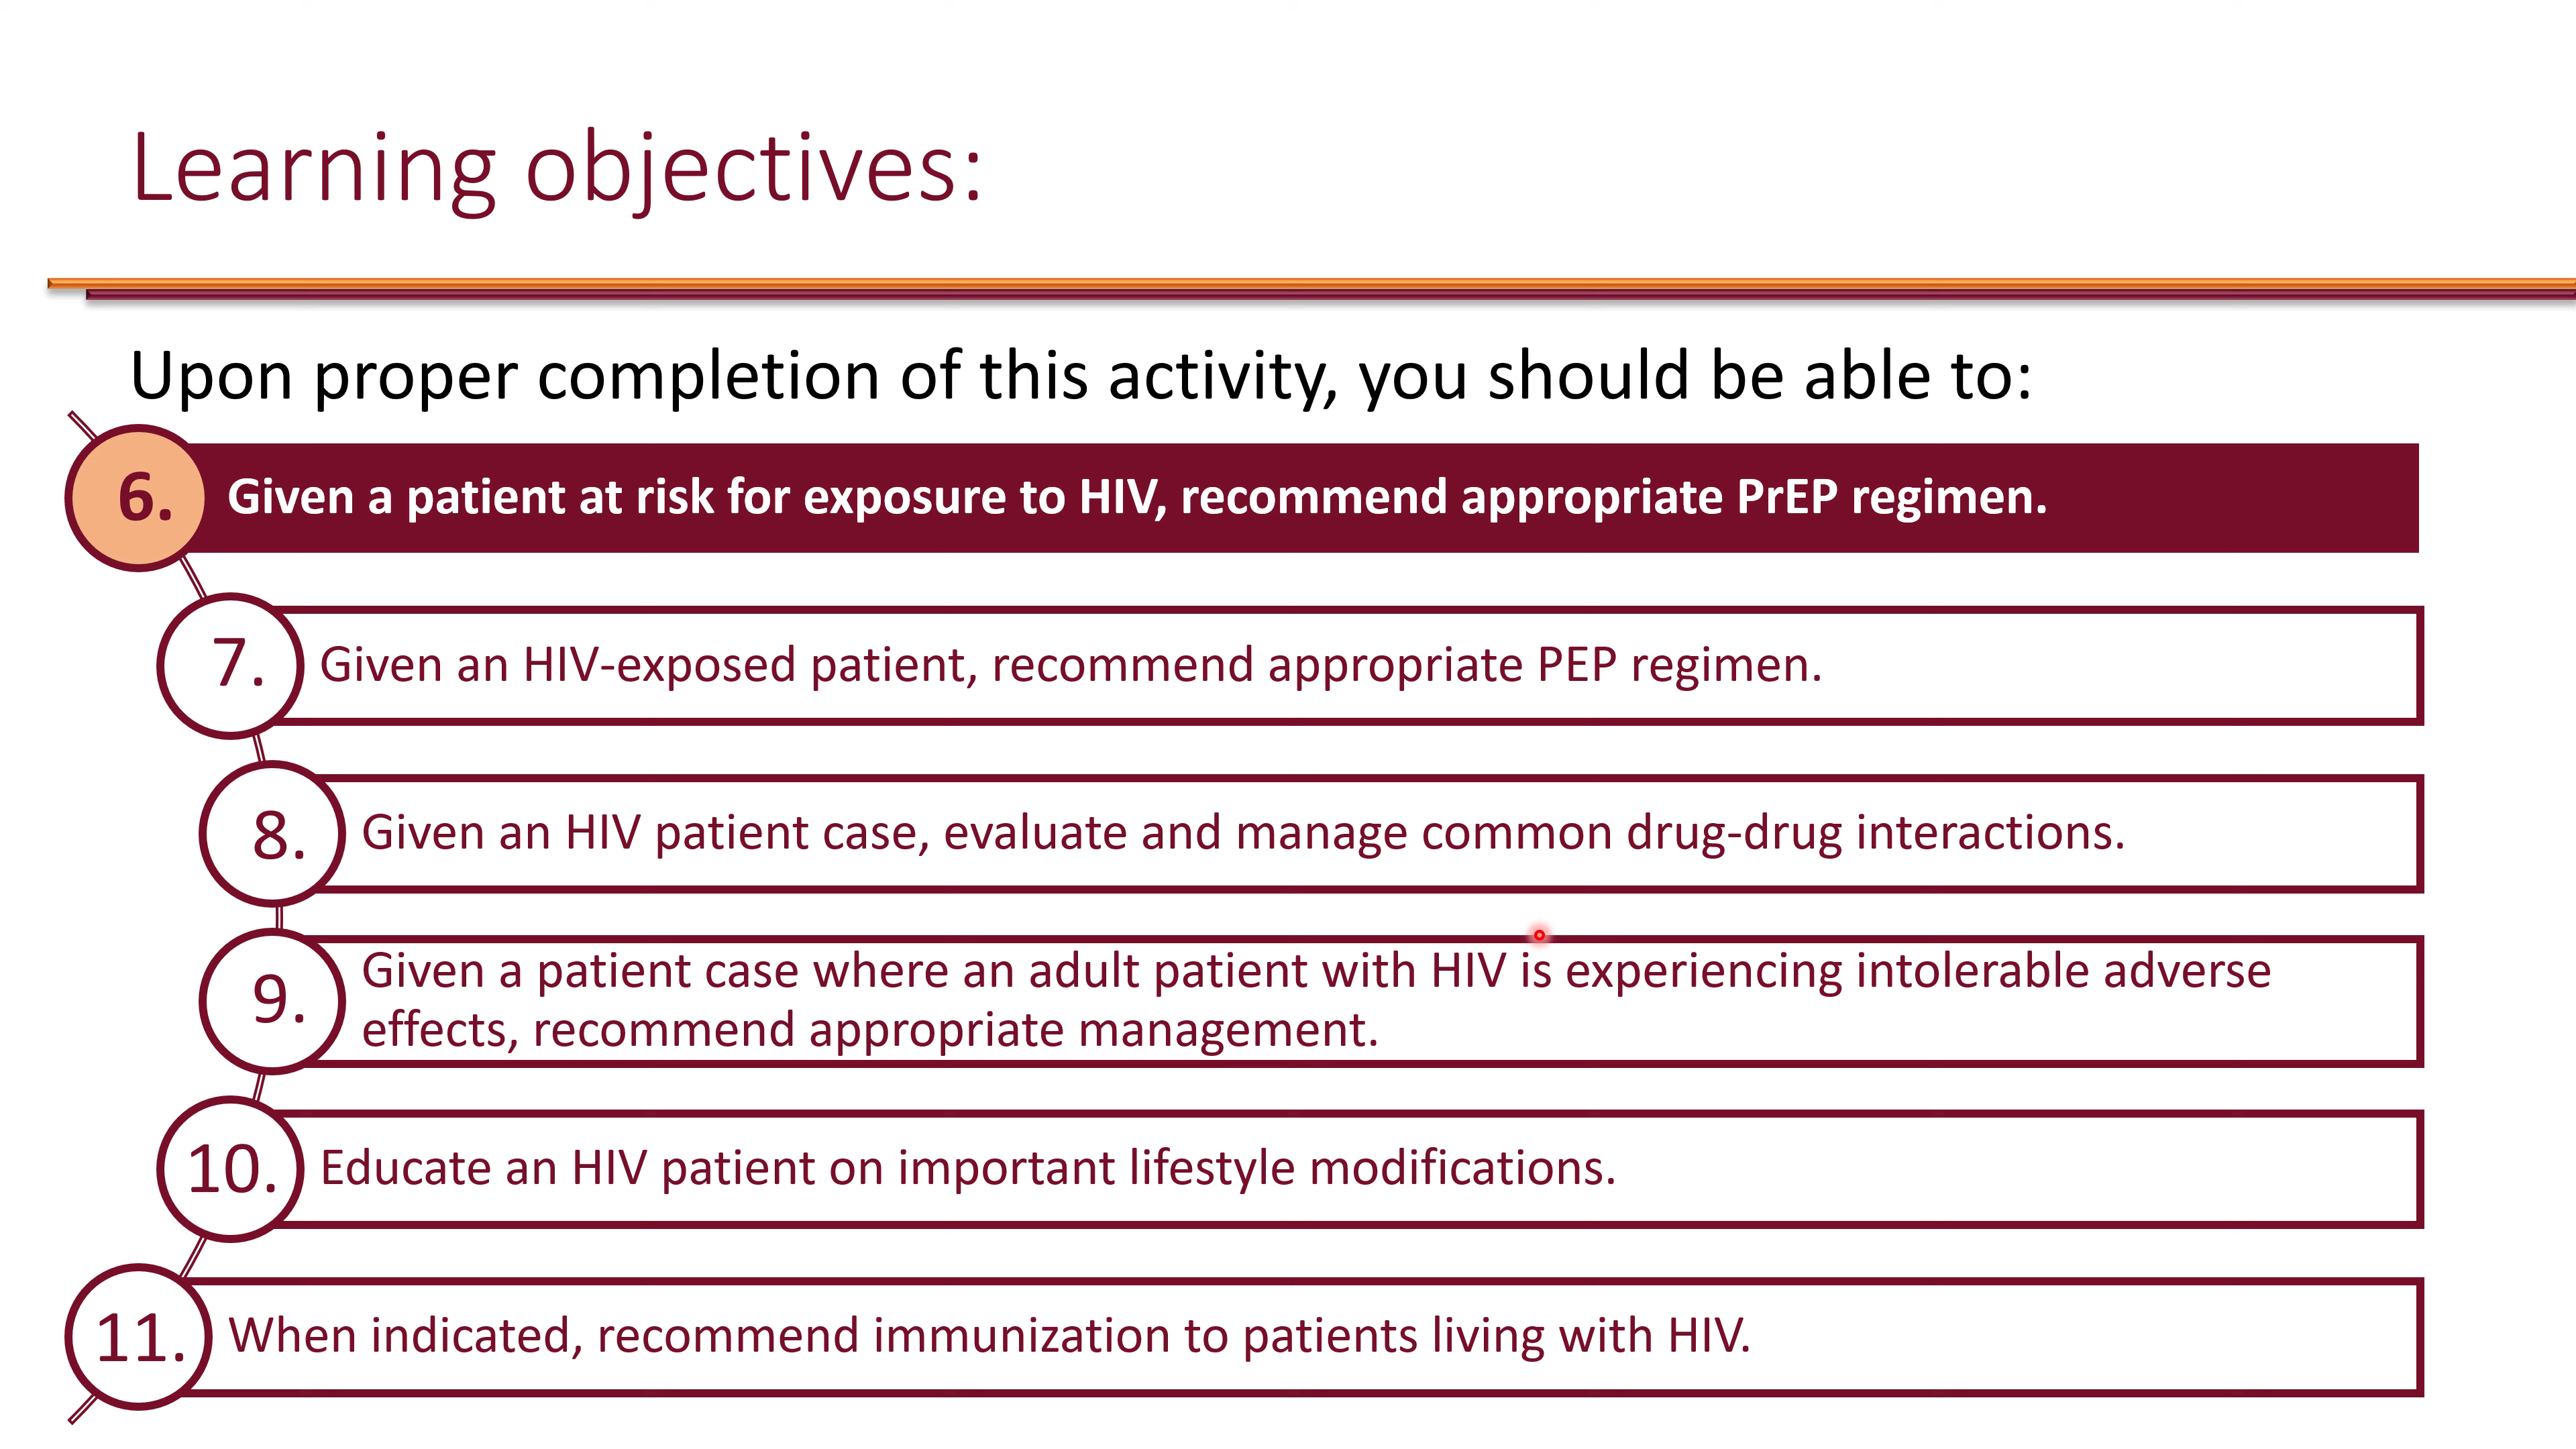 Learning objectives:
Upon proper completion of this activity, you should be able to:
6. Given a patient at risk for exposure to HIV, recommend appropriate PrEP regimen.
7. Given an HIV-exposed patient, recommend appropriate PEP regimen.
8. Given an HIV patient case, evaluate and manage common drug-drug interactions.
9. Given a patient case where an adult patient with HIV is experiencing intolerable adverse
effects, recommend appropriate management.
10. Educate an HIV patient on important lifestyle modifications.
11. When indicated, recommend immunization to patients living with HIV.